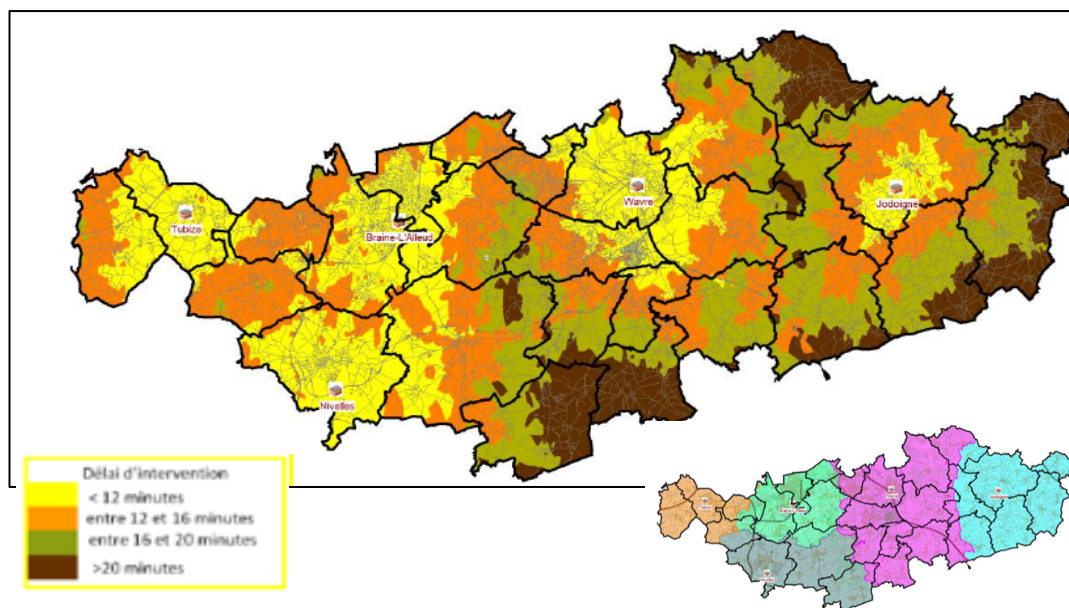 Wavre
Jodoigne
Tubize
Braine-L'Alleud
Nivelles
Délai d'intervention
< 12 minutes
entre 12 et 16 minutes
entre 16 et 20 minutes
>20 minutes